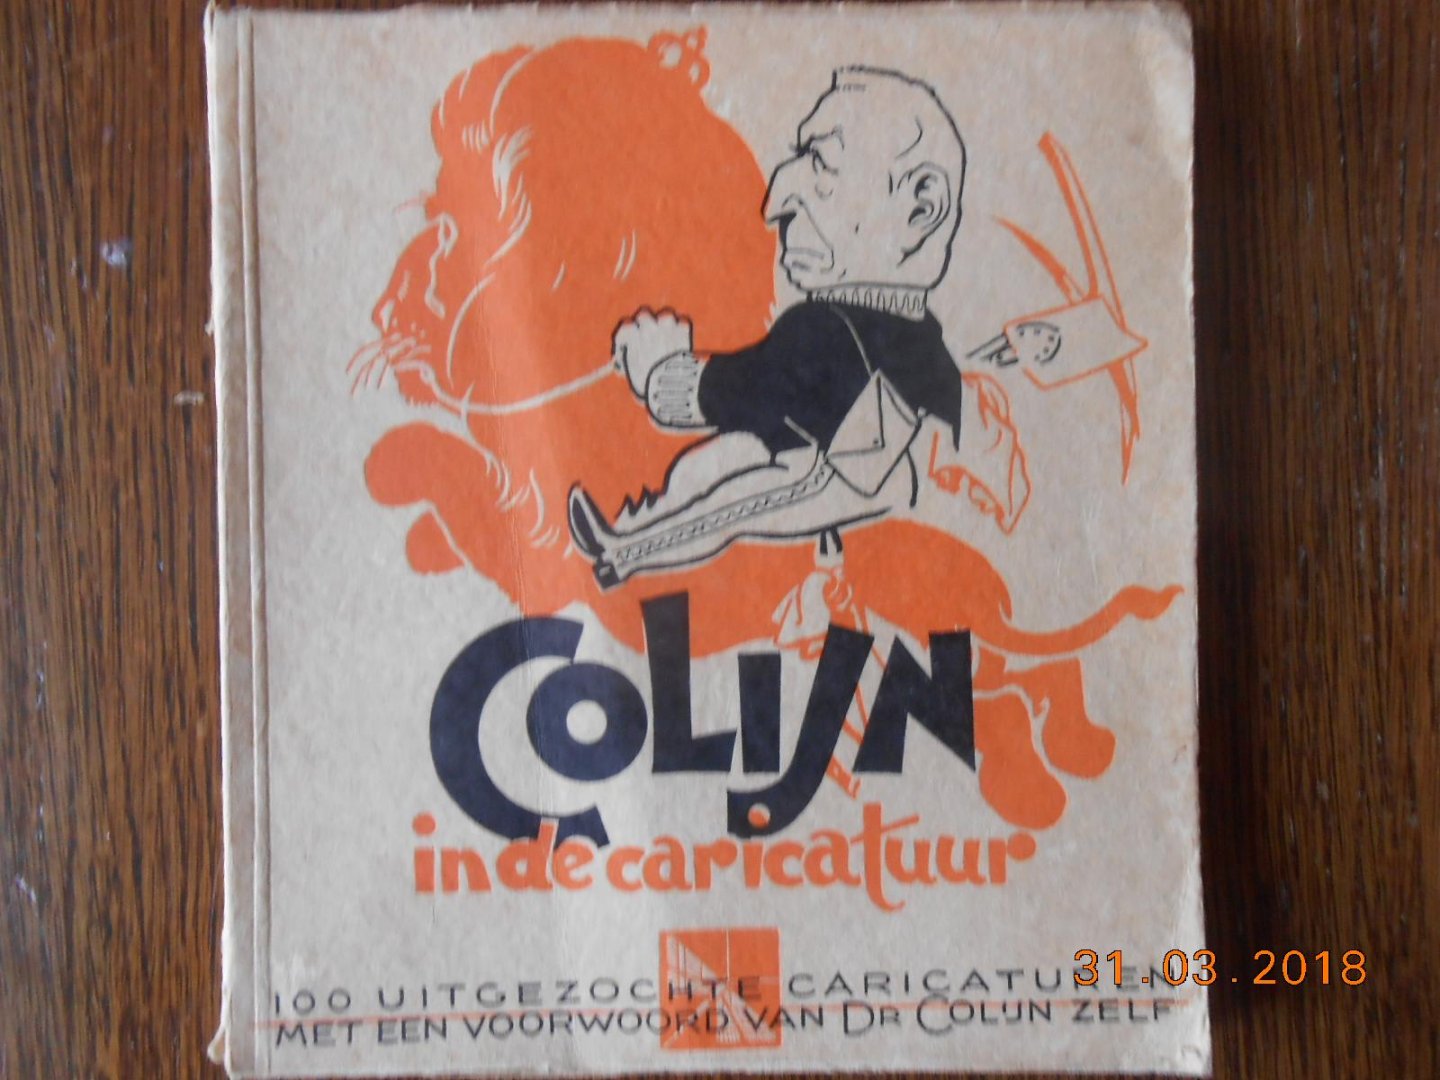 COLIJN
in de caricatuur
100 UITGEZOCHTE CARICATUREN
MET EEN VOORWOORD VAN DR COLIJN ZELF
31.03.2018